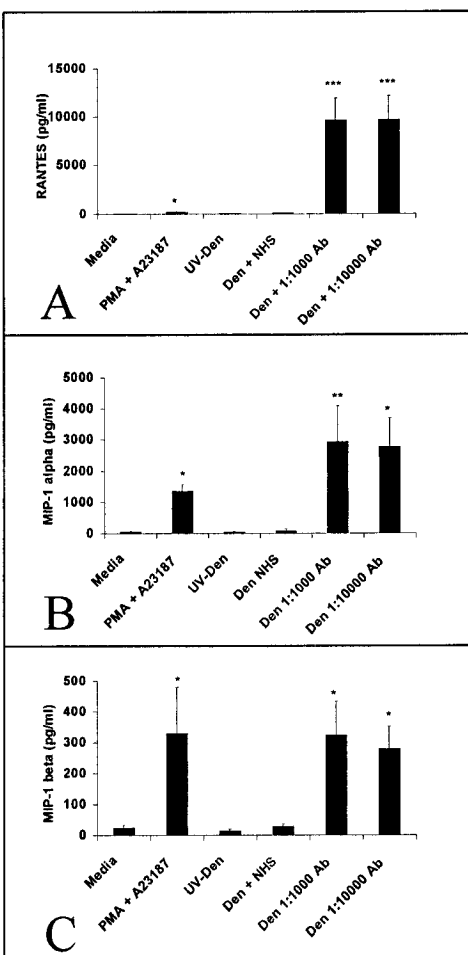 15000
10000
5000
0
RANTES (pg/ml)
*
***
***
Media
PMA + A23187
UV-Den
Den + NHS
Den + 1:1000 Ab
Den + 1:10000 Ab
A
5000
4000
3000
2000
1000
0
MIP-1 alpha (pg/ml)
*
**
*
Media
PMA + A23187
UV-Den
Den NHS
Den 1:1000 Ab
Den 1:10000 Ab
B
500
400
300
200
100
0
MIP-1 beta (pg/ml)
*
*
*
Media
PMA + A23187
UV-Den
Den + NHS
Den 1:1000 Ab
Den 1:10000 Ab
C